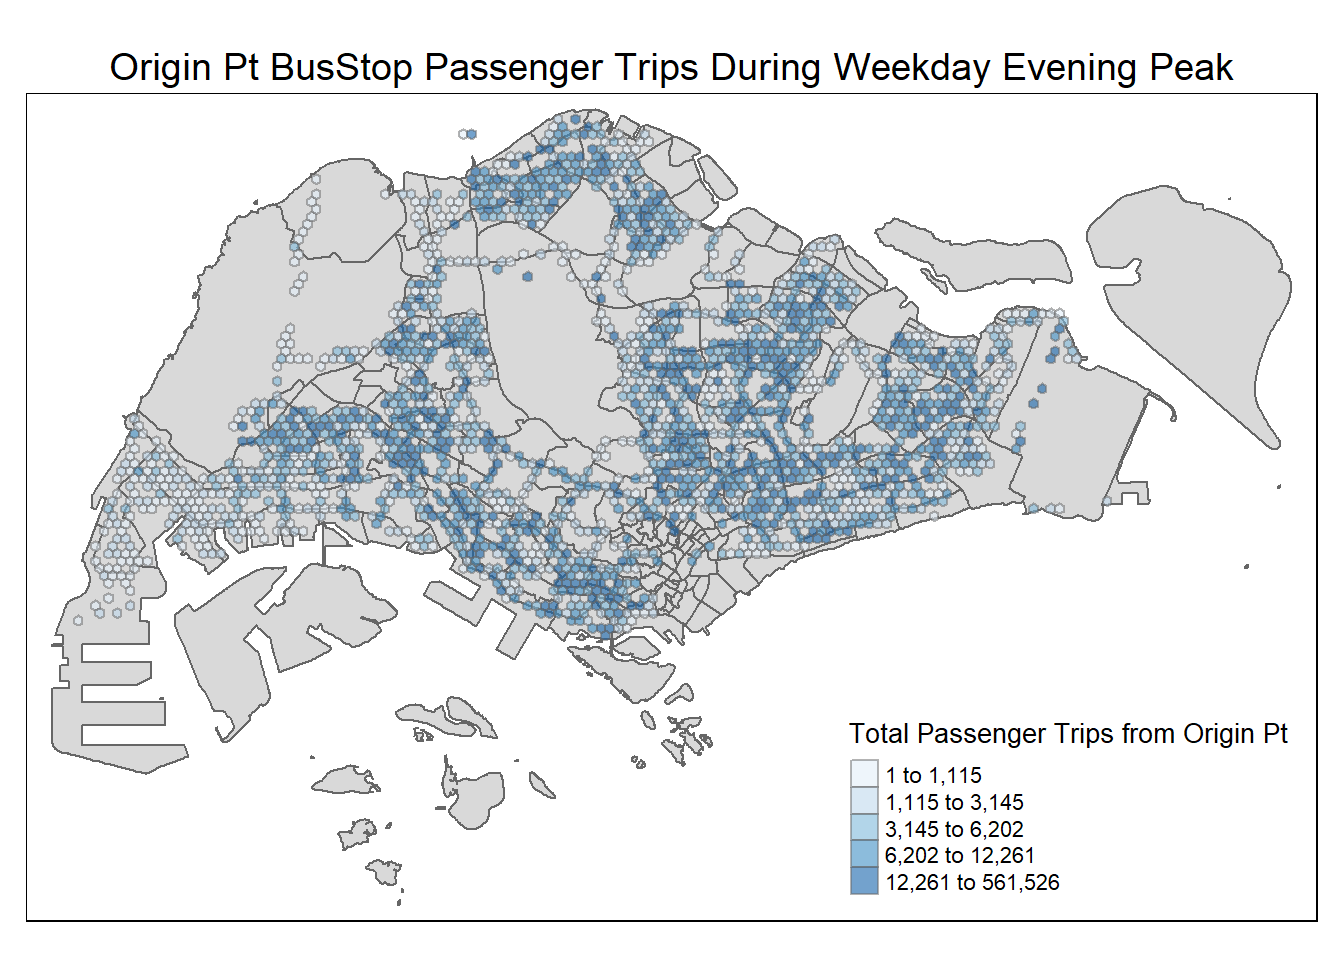 Origin Pt BusStop Passenger Trips During Weekday Evening Peak
Total Passenger Trips from Origin Pt
1 to 1,115
1,115 to 3,145
3,145 to 6,202
6,202 to 12,261
12,261 to 561,526